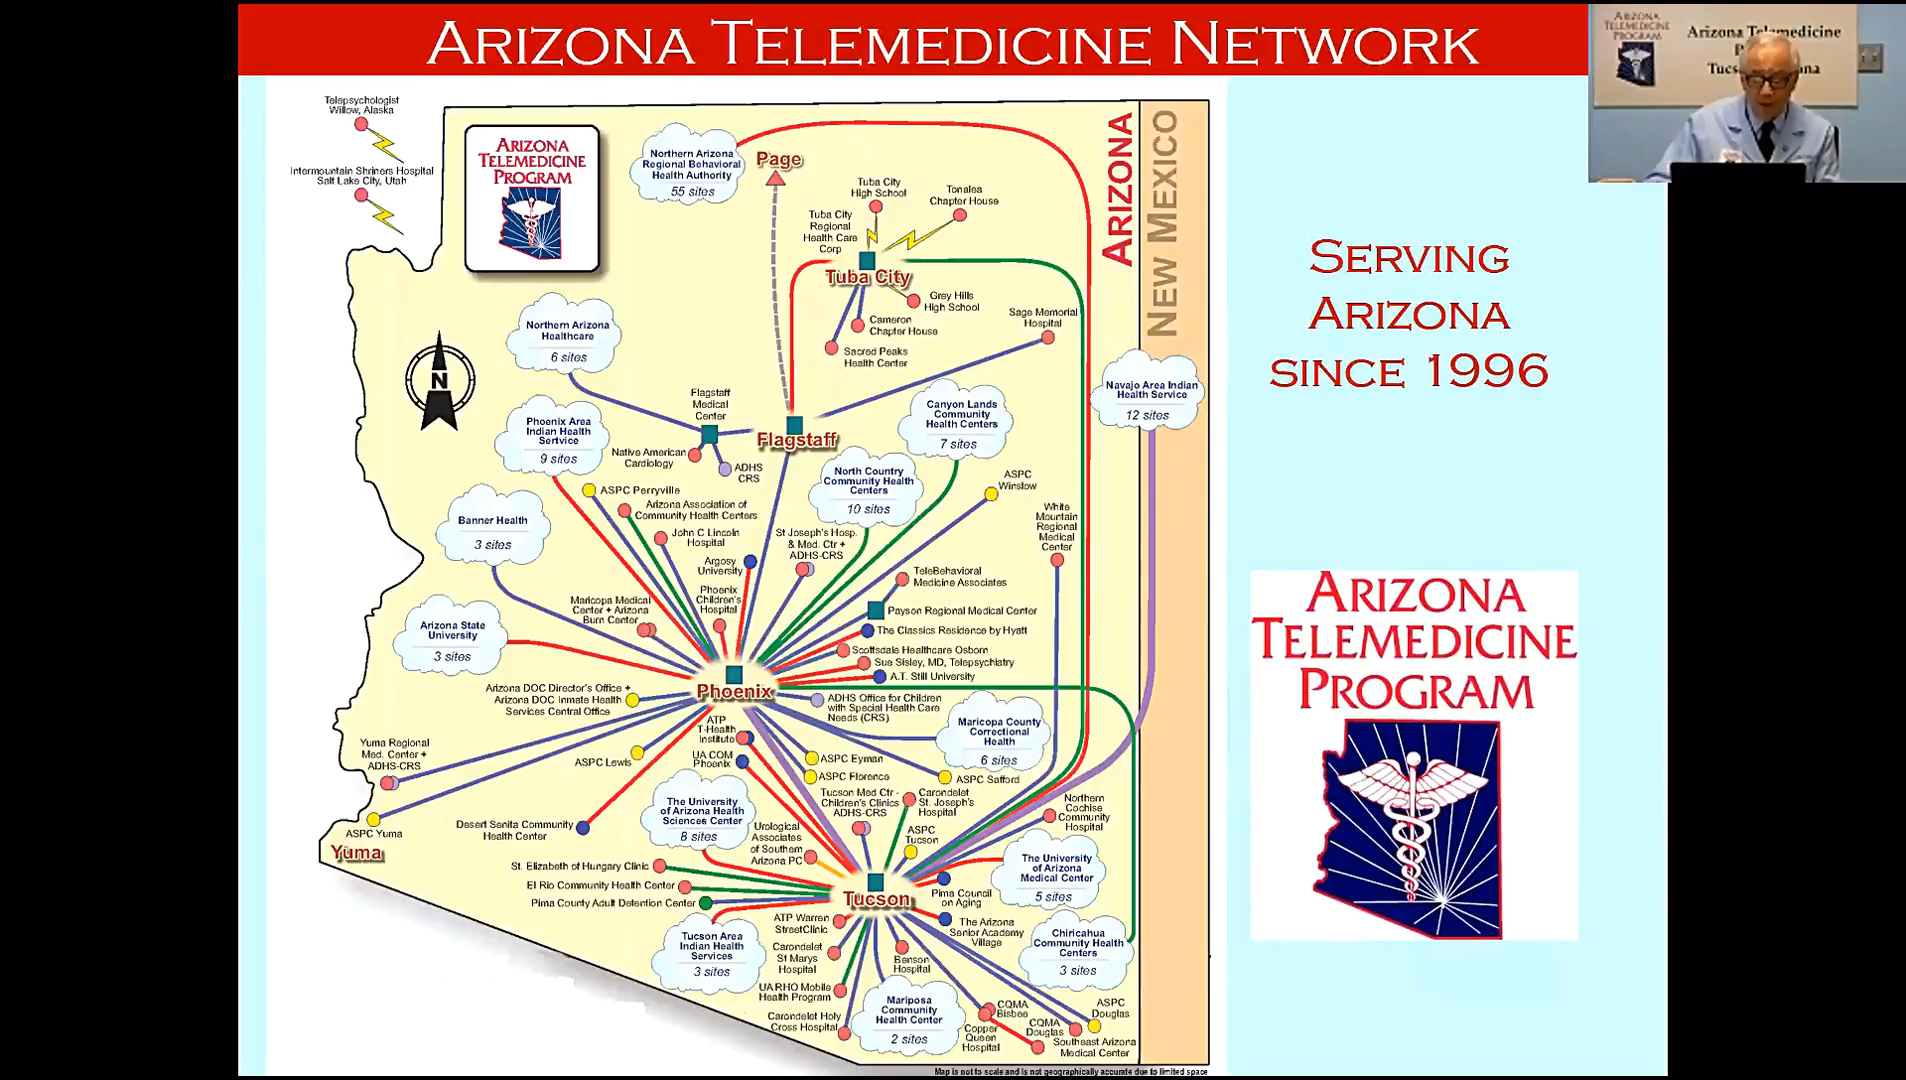 ARIZONA TELEMEDICINE NETWORK
ARIZONA
TELEMEDICINE
PROGRAM
Arizona Telemedicine
Tucs
na
Telepsychologist
Willow, Alaska
Intermountain Shriners Hospital
Salt Lake City, Utah
ARIZONA
TELEMEDICINE
PROGRAM
Northern Arizona
Regional Behavioral
Health Authority
55 sites
Page
ARIZONA
NEW MEXICO
Tuba City
High School
Tonalea
Chapter House
Tuba City
Regional
Health Care
Corp
Tuba City
Grey Hills
High School
Cameron
Chapter House
Sacred Peaks
Health Center
Sage Memorial
Hospital
Northern Arizona
Healthcare
6 sites
N
Navajo Area Indian
Health Service
12 sites
Flagstaff
Medical
Center
Flagstaff
Canyon Lands
Community
Health Centers
7 sites
Phoenix Area
Indian Health
Sertvice
9 sites
Native American
Cardiology
ADHS
CRS
North Country
Community Health
Centers
10 sites
ASPC
Winslow
ASPC Perryville
Arizona Association of
Community Health Centers
John C Lincoln
Hospital
St Joseph's Hosp.
& Med. Ctr +
ADHS-CRS
White
Mountain
Regional
Medical
Center
Banner Health
3 sites
Argosy
University
TeleBehavioral
Medicine Associates
Phoenix
Children's
Hospital
Maricopa Medical
Center + Arizona
Burn Center
Payson Regional Medical Center
The Classics Residence by Hyatt
Arizona State
University
3 sites
Scottsdale Healthcare Osborn
Sue Sisley, MD, Telepsychiatry
A.T. Still University
Phoenix
Arizona DOC Director's Office +
Arizona DOC Inmate Health
Services Central Office
ADHS Office for Children
with Special Health Care
Needs (CRS)
ATP
T-Health
Institute
UA COM
Phoenix
Maricopa County
Correctional
Health
6 sites
Yuma Regional
Med. Center +
ADHS-CRS
ASPC Lewis
ASPC Eyman
ASPC Florence
ASPC Safford
ASPC Yuma
Yuma
Desert Senita Community
Health Center
The University
of Arizona Health
Sciences Center
8 sites
Tucson Med Ctr -
Children's Clinics
ADHS-CRS
Carondelet
St. Joseph's
Hospital
Northern
Cochise
Community
Hospital
Urological
Associates
of Southern
Arizona PC
ASPC
Tucson
St. Elizabeth of Hungary Clinic
El Rio Community Health Center
Pima County Adult Detention Center
Tucson
Pima Council
on Aging
The University
of Arizona
Medical Center
5 sites
ATP Warren
StreetClinic
The Arizona
Senior Academy
Village
Tucson Area
Indian Health
Services
3 sites
Carondelet
St Marys
Hospital
Benson
Hospital
Chiricahua
Community Health
Centers
3 sites
UA RHO Mobile
Health Program
Mariposa
Community
Health Center
2 sites
Carondelet Holy
Cross Hospital
CQMA
Bisbee
Copper
Queen
Hospital
CQMA
Douglas
ASPC
Douglas
Southeast Arizona
Medical Center
Map is not to scale and is not geographically accurate due to limited space
SERVING
ARIZONA
SINCE 1996
ARIZONA
TELEMEDICINE
PROGRAM